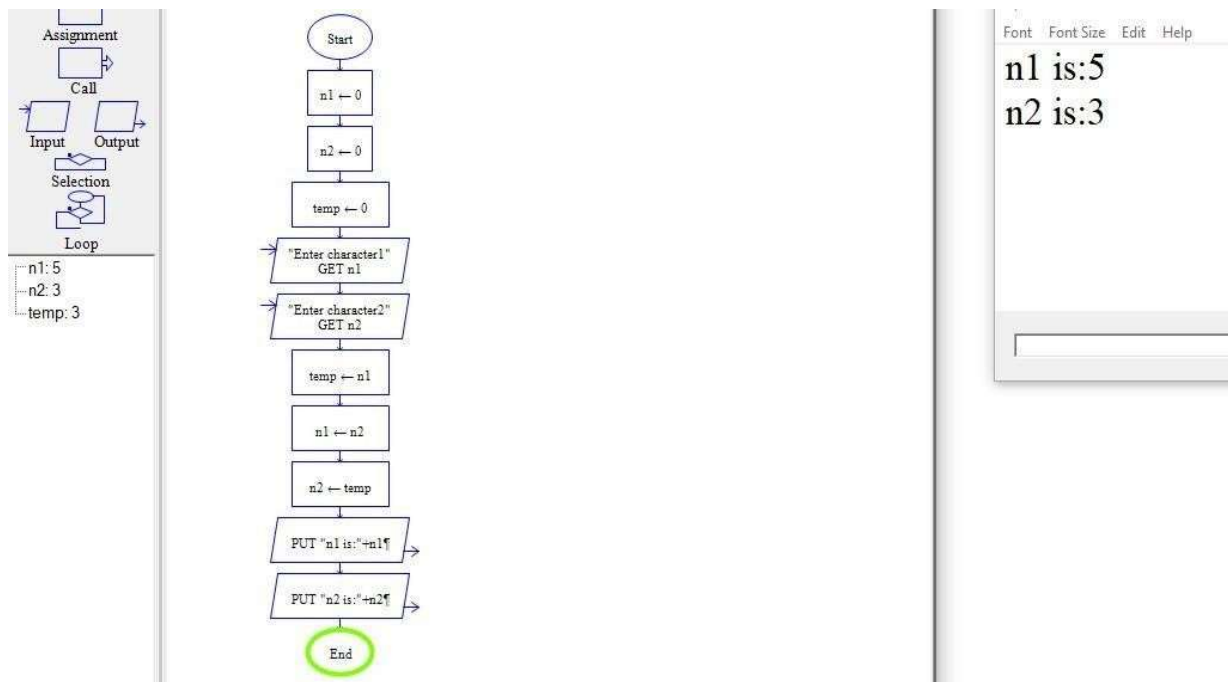 Assignment
Call
Input Output
Selection
Loop
n1: 5
n2: 3
temp: 3
Start
n1 ← 0
n2 ← 0
temp ← 0
"Enter character1"
GET n1
"Enter character2"
GET n2
temp ← n1
n1 ← n2
n2 ← temp
PUT "n1 is:"+n1¶
PUT "n2 is:"+n2¶
End
Font Font Size Edit Help
n1 is:5
n2 is:3